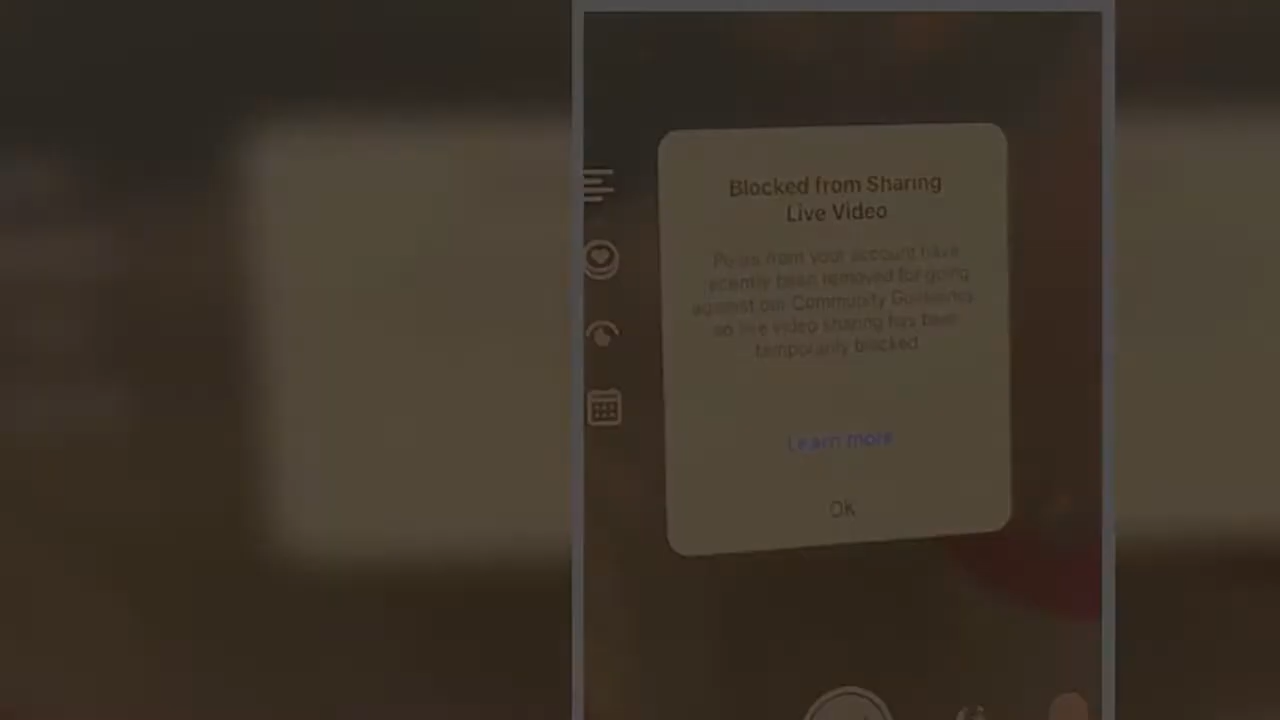 Blocked from Sharing
Live Video
Posts from your account have
recently been removed for going
against our Community Guidelines
so live video sharing has been
temporarily blocked.
Learn more
OK